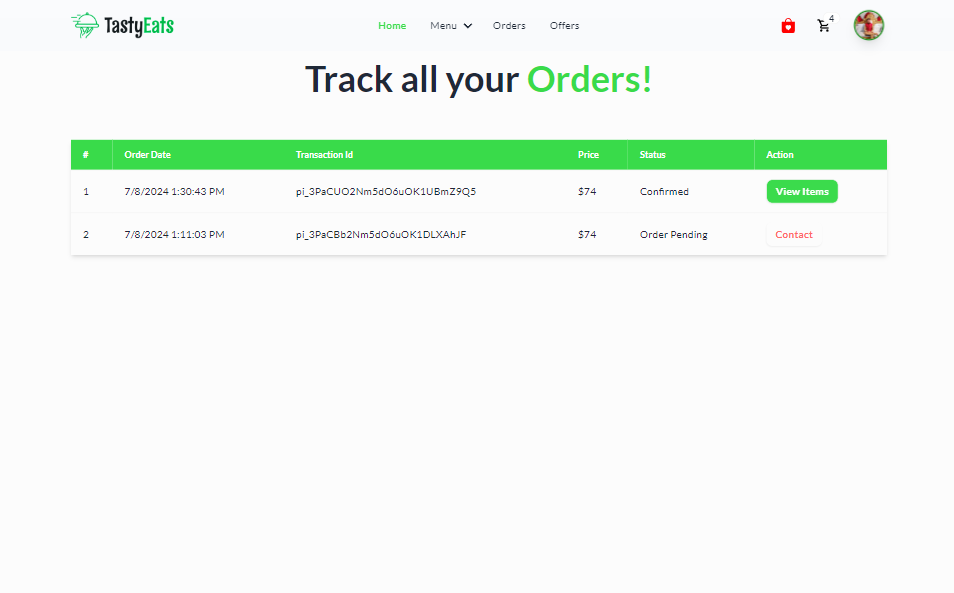 TastyEats Home Menu Orders Offers 4
Track all your Orders!
# Order Date Transaction Id Price Status Action
1 7/8/2024 1:30:43 PM pi_3PaCUO2Nm5dO6uOK1UBmZ9Q5 $74 Confirmed View Items
2 7/8/2024 1:11:03 PM pi_3PaCBb2Nm5dO6uOK1DLXAhJF $74 Order Pending Contact